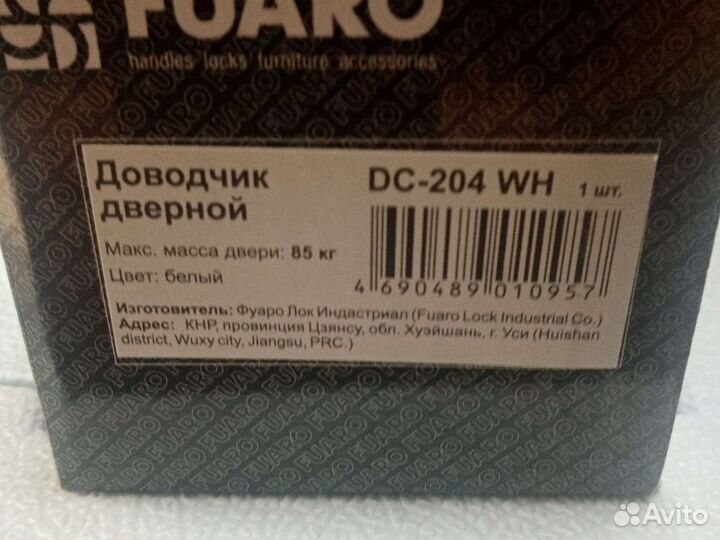 FUARO
handles locks furniture accessories
Доводчик
дверной
DC-204 WH 1 шт.
Макс. масса двери: 85 кг
Цвет: белый
4 690489 010957
Изготовитель: Фуаро Лок Индастриал (Fuaro Lock Industrial Co.)
Адрес: КНР, провинция Цзянсу, обл. Хуэйшань, г. Уси (Huishan
district, Wuxy city, Jiangsu, PRC.)
Avito